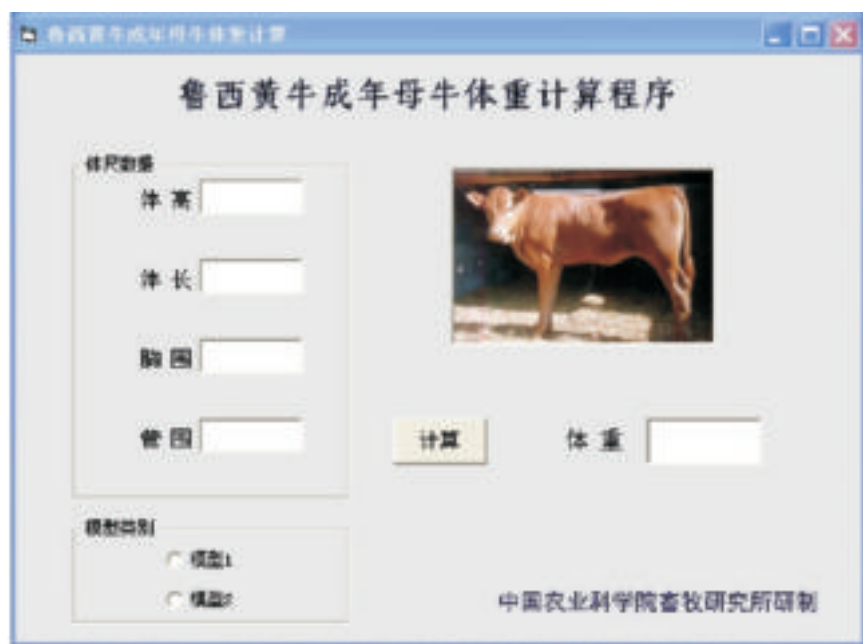 鲁西黄牛成年母牛体重计算
鲁西黄牛成年母牛体重计算程序
体尺数量
体 高
体 长
胸 围
管 围
计算
体 重
模型类别
模型1
模型2
中国农业科学院畜牧研究所研制